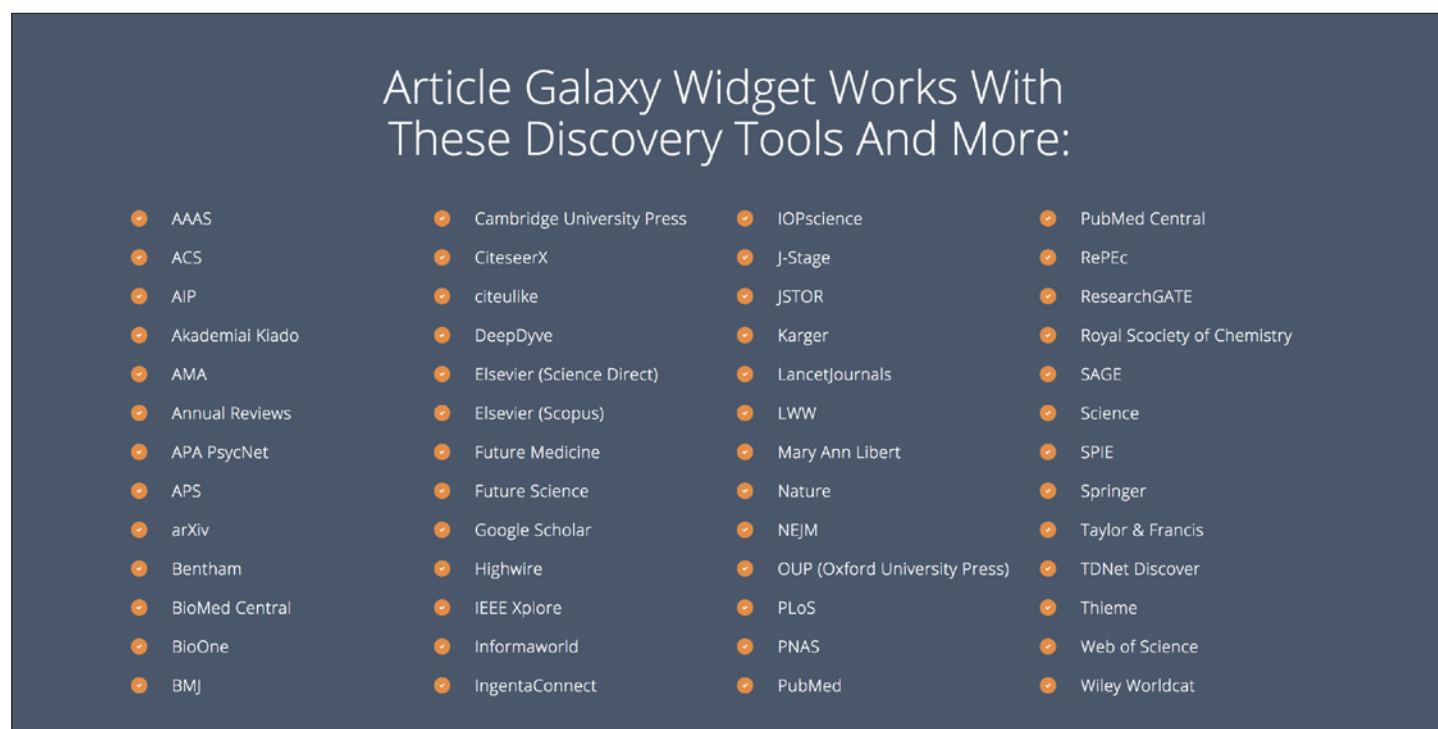 Article Galaxy Widget Works With
These Discovery Tools And More:
AAAS
ACS
AIP
Akademiai Kiado
AMA
Annual Reviews
APA PsycNet
APS
arXiv
Bentham
BioMed Central
BioOne
BMJ
Cambridge University Press
CiteseerX
citeulike
DeepDyve
Elsevier (Science Direct)
Elsevier (Scopus)
Future Medicine
Future Science
Google Scholar
Highwire
IEEE Xplore
Informaworld
IngentaConnect
IOPscience
J-Stage
JSTOR
Karger
LancetJournals
LWW
Mary Ann Libert
Nature
NEJM
OUP (Oxford University Press)
PLoS
PNAS
PubMed
PubMed Central
RePEc
ResearchGATE
Royal Scociety of Chemistry
SAGE
Science
SPIE
Springer
Taylor & Francis
TDNet Discover
Thieme
Web of Science
Wiley Worldcat